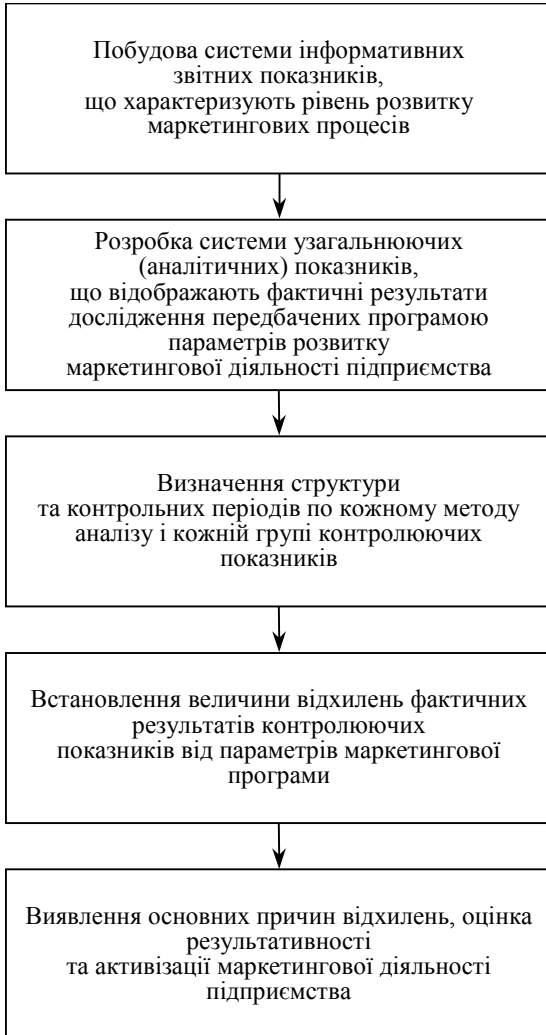 Побудова системи інформативних
звітних показників,
що характеризують рівень розвитку
маркетингових процесів
Розробка системи узагальнюючих
(аналітичних) показників,
що відображають фактичні результати
дослідження передбачених програмою
параметрів розвитку
маркетингової діяльності підприємства
Визначення структури
та контрольних періодів по кожному методу
аналізу і кожній групі контролюючих
показників
Встановлення величини відхилень фактичних
результатів контролюючих
показників від параметрів маркетингової
програми
Виявлення основних причин відхилень, оцінка
результативності
та активізації маркетингової діяльності
підприємства